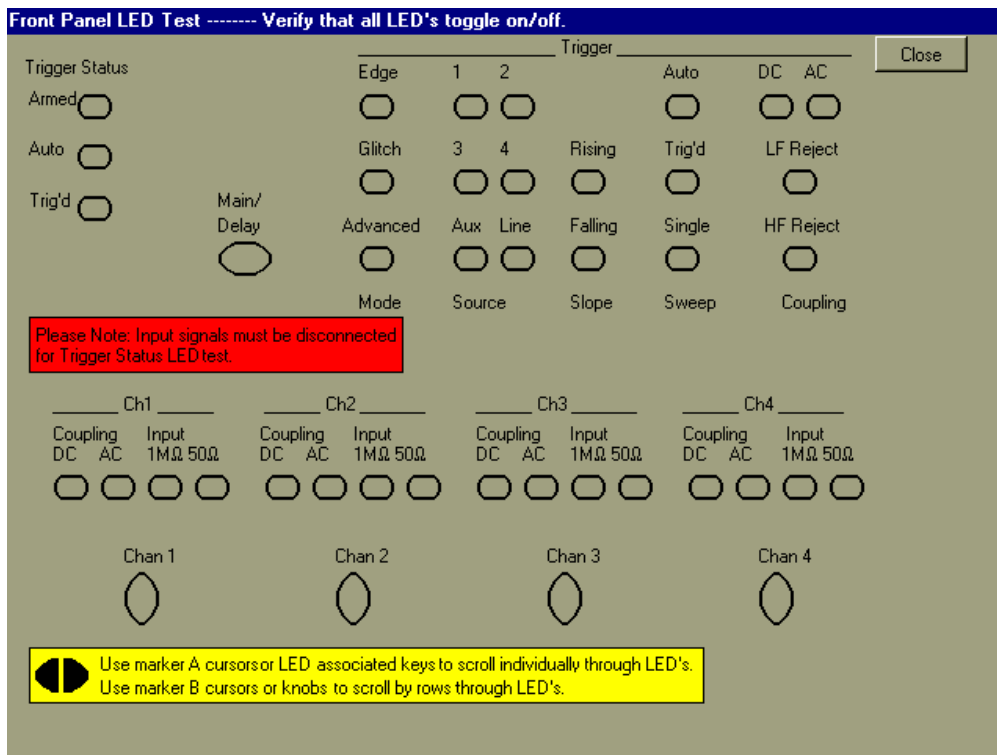 Front Panel LED Test -------- Verify that all LED's toggle on/off.
Close
Trigger Status
Armed
Auto
Trig'd
Main/
Delay
Trigger
Edge 1 2 Auto DC AC
Glitch 3 4 Rising Trig'd LF Reject
Advanced Aux Line Falling Single HF Reject
Mode Source Slope Sweep Coupling
Please Note: Input signals must be disconnected
for Trigger Status LED test.
Ch1 Ch2 Ch3 Ch4
Coupling Input Coupling Input Coupling Input Coupling Input
DC AC 1MΩ 50Ω DC AC 1MΩ 50Ω DC AC 1MΩ 50Ω DC AC 1MΩ 50Ω
Chan 1 Chan 2 Chan 3 Chan 4
Use marker A cursors or LED associated keys to scroll individually through LED's.
Use marker B cursors or knobs to scroll by rows through LED's.